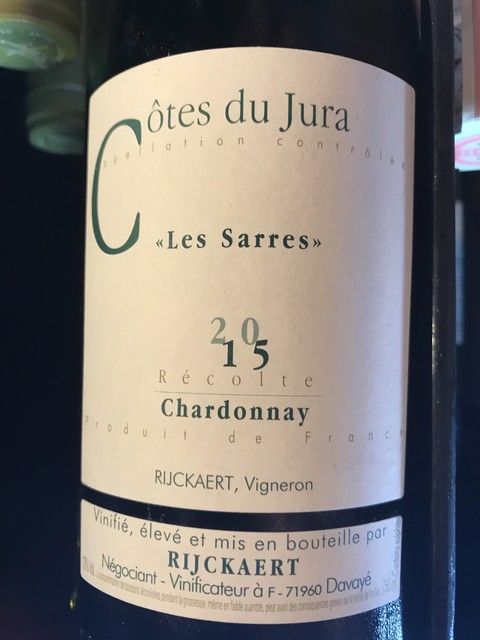 Côtes du Jura
appellation contrôlée
«Les Sarres»
2015
Récolte
Chardonnay
produit de France
RIJCKAERT, Vigneron
Vinifié, élevé et mis en bouteille par
RIJCKAERT
Négociant - Vinificateur à F - 71960 Davayé